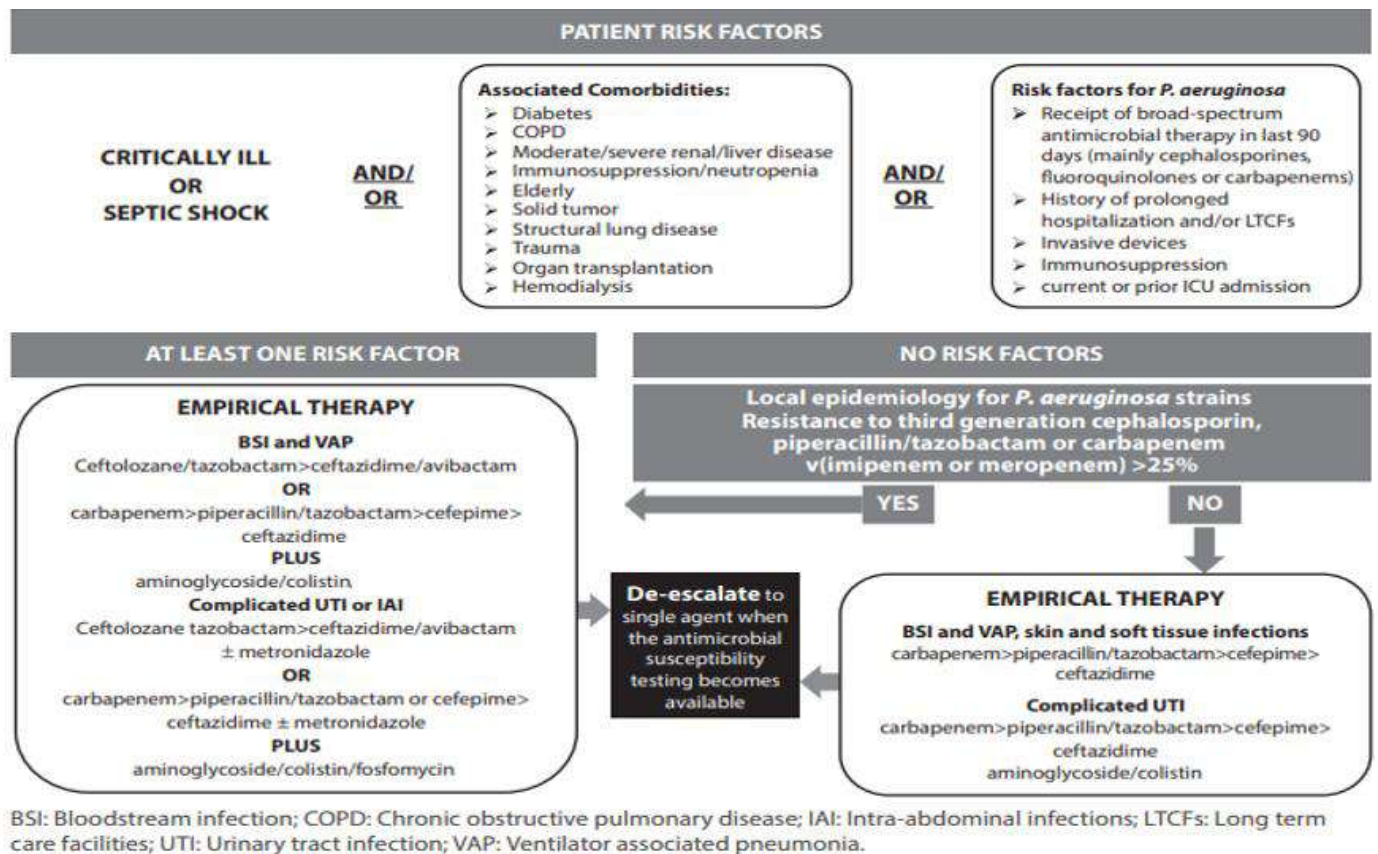 PATIENT RISK FACTORS
CRITICALLY ILL
OR
SEPTIC SHOCK
AND/
OR
Associated Comorbidities:
➢ Diabetes
➢ COPD
➢ Moderate/severe renal/liver disease
➢ Immunosuppression/neutropenia
➢ Elderly
➢ Solid tumor
➢ Structural lung disease
➢ Trauma
➢ Organ transplantation
➢ Hemodialysis
AND/
OR
Risk factors for P. aeruginosa
➢ Receipt of broad-spectrum
antimicrobial therapy in last 90
days (mainly cephalosporines,
fluoroquinolones or carbapenems)
➢ History of prolonged
hospitalization and/or LTCFs
➢ Invasive devices
➢ Immunosuppression
➢ current or prior ICU admission
AT LEAST ONE RISK FACTOR
EMPIRICAL THERAPY
BSI and VAP
Ceftolozane/tazobactam>ceftazidime/avibactam
OR
carbapenem>piperacillin/tazobactam>cefepime>
ceftazidime
PLUS
aminoglycoside/colistin
Complicated UTI or IAI
Ceftolozane tazobactam>ceftazidime/avibactam
± metronidazole
OR
carbapenem>piperacillin/tazobactam or cefepime>
ceftazidime ± metronidazole
PLUS
aminoglycoside/colistin/fosfomycin
De-escalate to
single agent when
the antimicrobial
susceptibility
testing becomes
available
NO RISK FACTORS
Local epidemiology for P. aeruginosa strains
Resistance to third generation cephalosporin,
piperacillin/tazobactam or carbapenem
v(imipenem or meropenem) >25%
YES
NO
EMPIRICAL THERAPY
BSI and VAP, skin and soft tissue infections
carbapenem>piperacillin/tazobactam>cefepime>
ceftazidime
Complicated UTI
carbapenem>piperacillin/tazobactam>cefepime>
ceftazidime
aminoglycoside/colistin
BSI: Bloodstream infection; COPD: Chronic obstructive pulmonary disease; IAI: Intra-abdominal infections; LTCFs: Long term
care facilities; UTI: Urinary tract infection; VAP: Ventilator associated pneumonia.